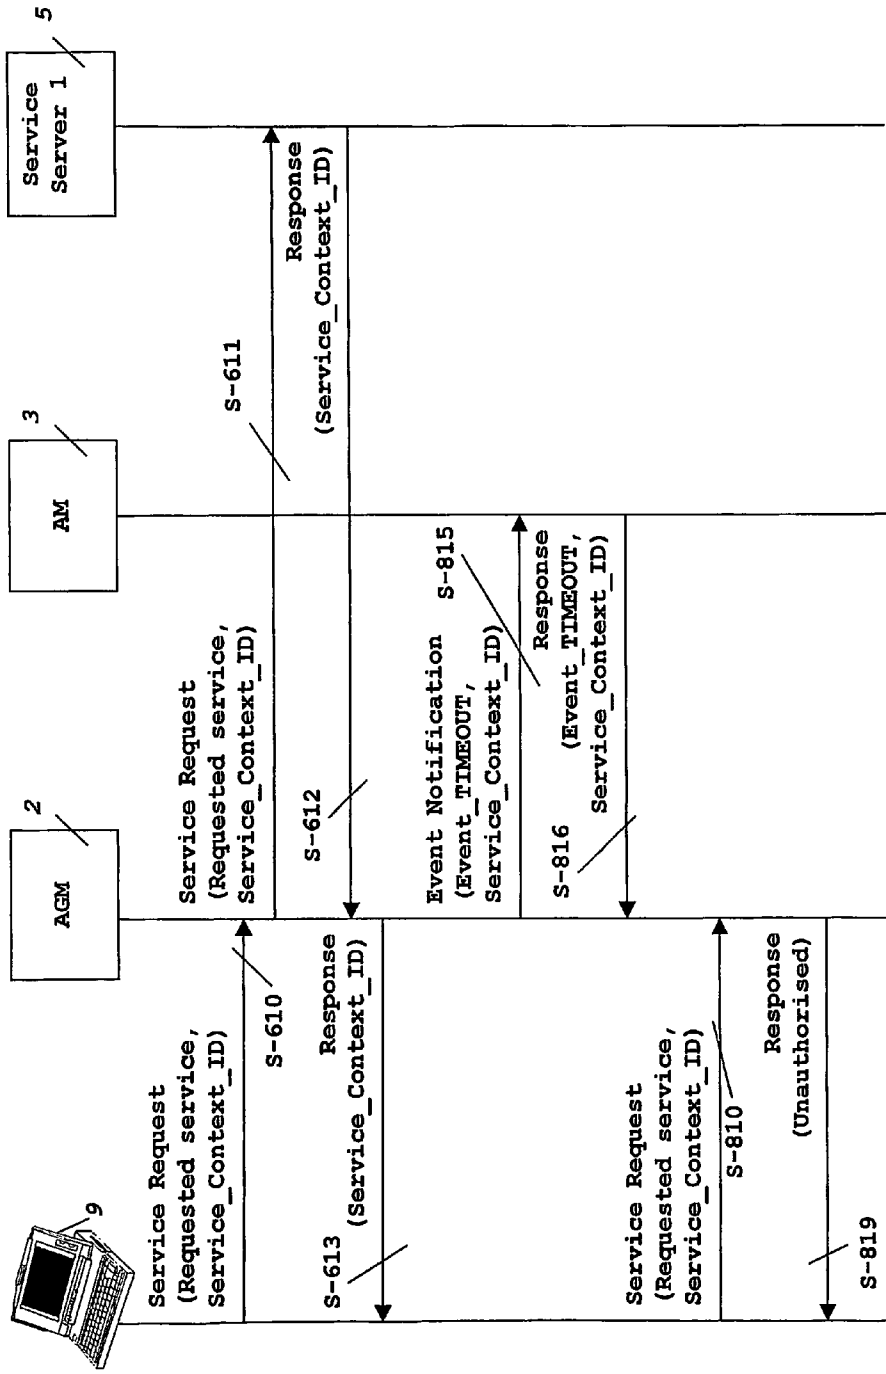 9
AGM
2
AM
3
Service
Server 1
5
Service Request
(Requested service,
Service_Context_ID)
S-610
Service Request
(Requested service,
Service_Context_ID)
S-611
Response
(Service_Context_ID)
S-612
Response
(Service_Context_ID)
S-613
Event Notification
(Event_TIMEOUT,
Service_Context_ID)
S-815
Response
(Event_TIMEOUT,
Service_Context_ID)
S-816
Service Request
(Requested service,
Service_Context_ID)
S-810
Response
(Unauthorised)
S-819